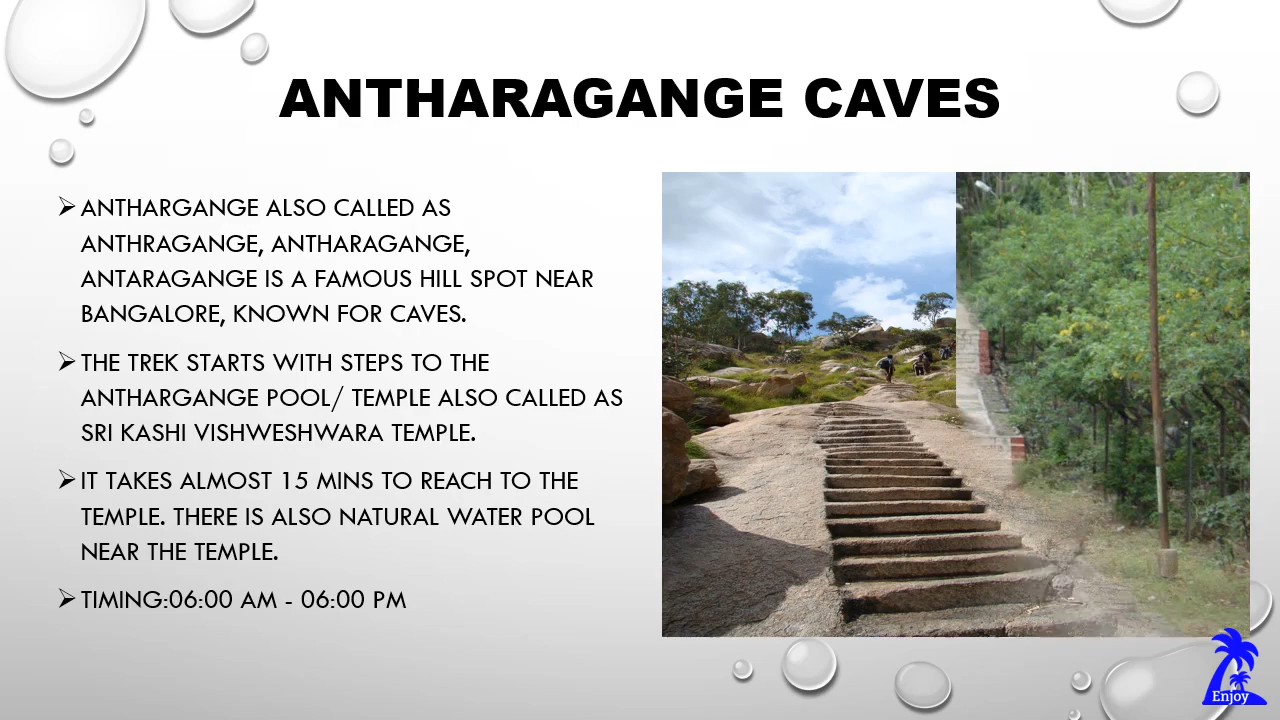 ANTHARAGANGE CAVES
ANTHARGANGE ALSO CALLED AS
ANTHRAGANGE, ANTHARAGANGE,
ANTARAGANGE IS A FAMOUS HILL SPOT NEAR
BANGALORE, KNOWN FOR CAVES.
THE TREK STARTS WITH STEPS TO THE
ANTHARGANGE POOL/ TEMPLE ALSO CALLED AS
SRI KASHI VISHWESHWARA TEMPLE.
IT TAKES ALMOST 15 MINS TO REACH TO THE
TEMPLE. THERE IS ALSO NATURAL WATER POOL
NEAR THE TEMPLE.
TIMING:06:00 AM - 06:00 PM
Enjoy